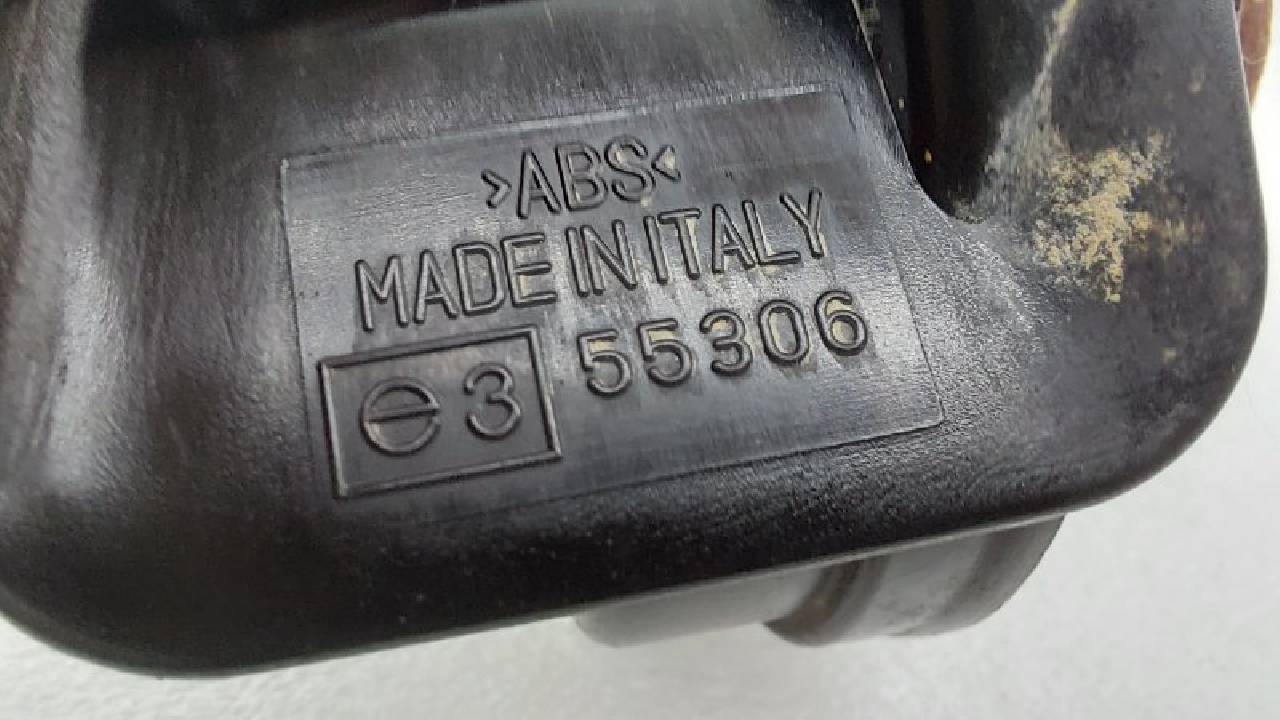 >ABS<
MADE IN ITALY
e3 55306